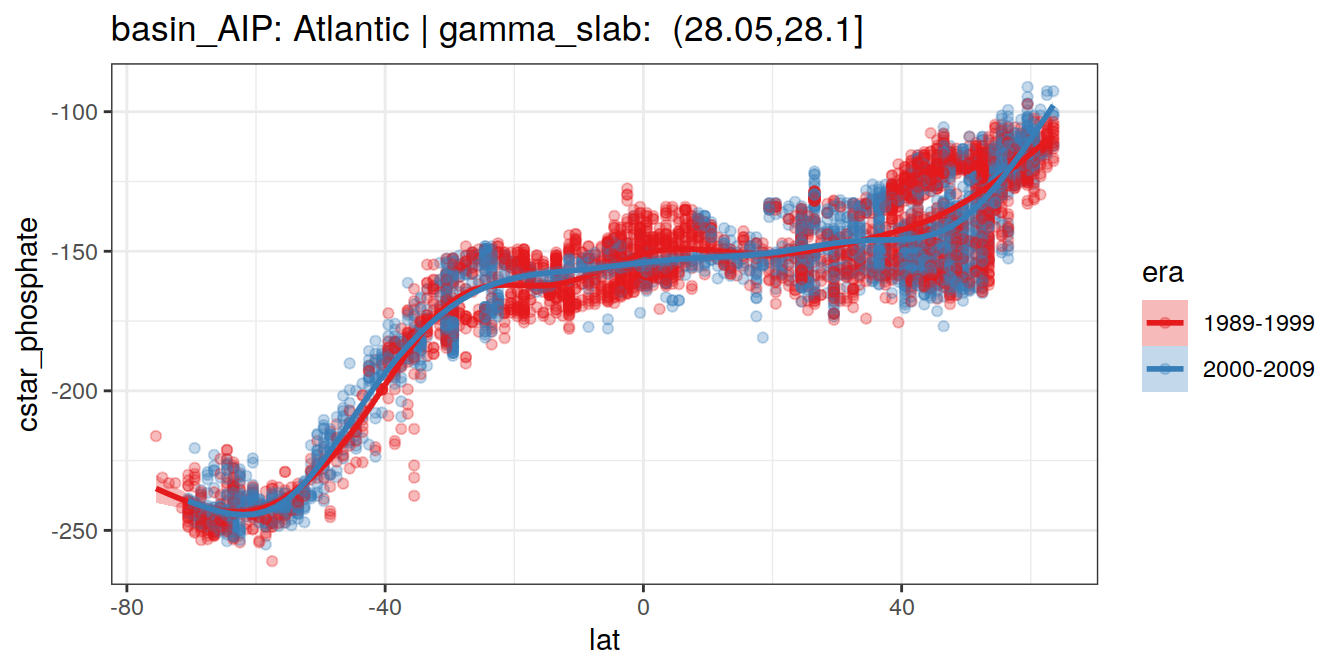 basin_AIP: Atlantic | gamma_slab:  (28.05,28.1]
cstar_phosphate
-100
-150
-200
-250
-80
-40
0
40
lat
era
1989-1999
2000-2009